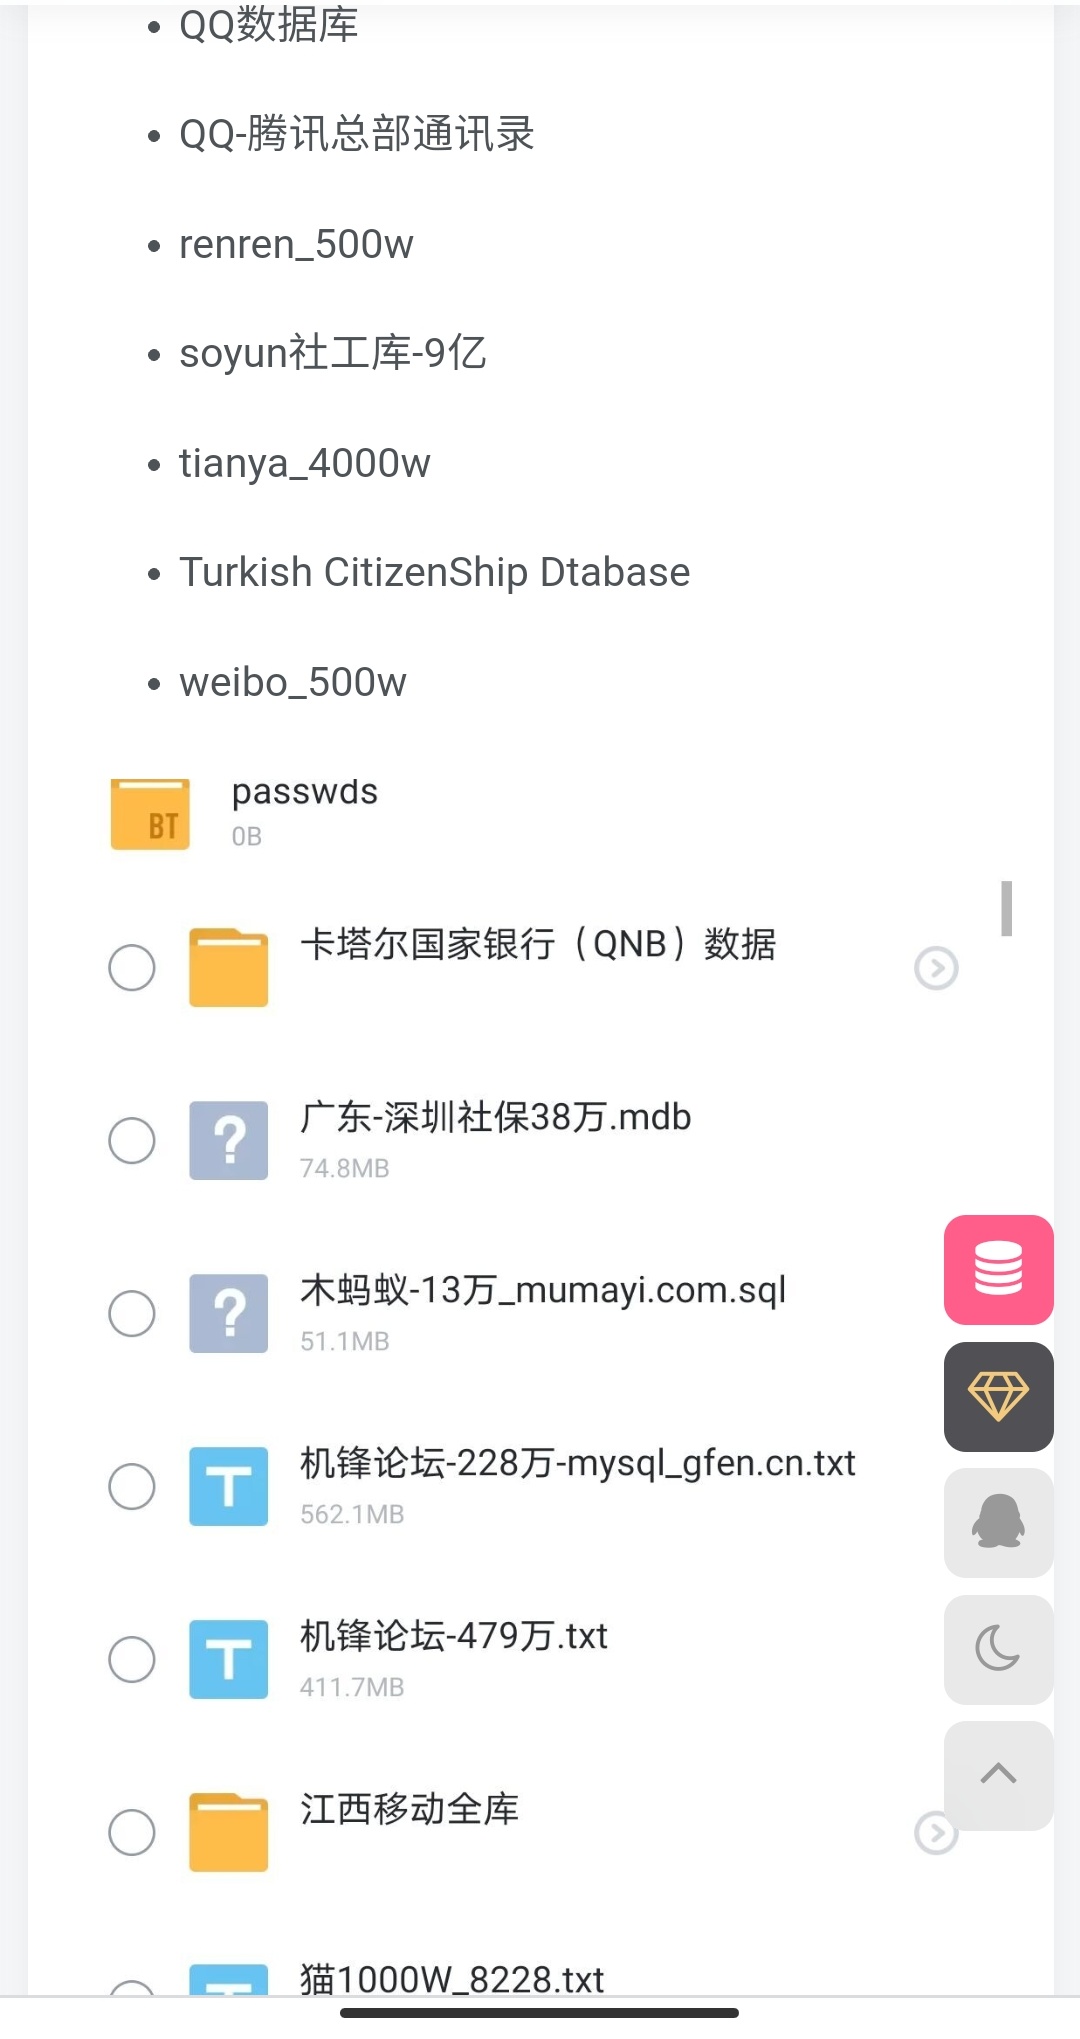 QQ数据库
QQ-腾讯总部通讯录
renren_500w
soyun社工库-9亿
tianya_4000w
Turkish CitizenShip Dtabase
weibo_500w
BT
passwds
0B
卡塔尔国家银行（QNB）数据
广东-深圳社保38万.mdb
74.8MB
木蚂蚁-13万_mumayi.com.sql
51.1MB
机锋论坛-228万-mysql_gfen.cn.txt
562.1MB
机锋论坛-479万.txt
411.7MB
江西移动全库
猫1000W_8228.txt